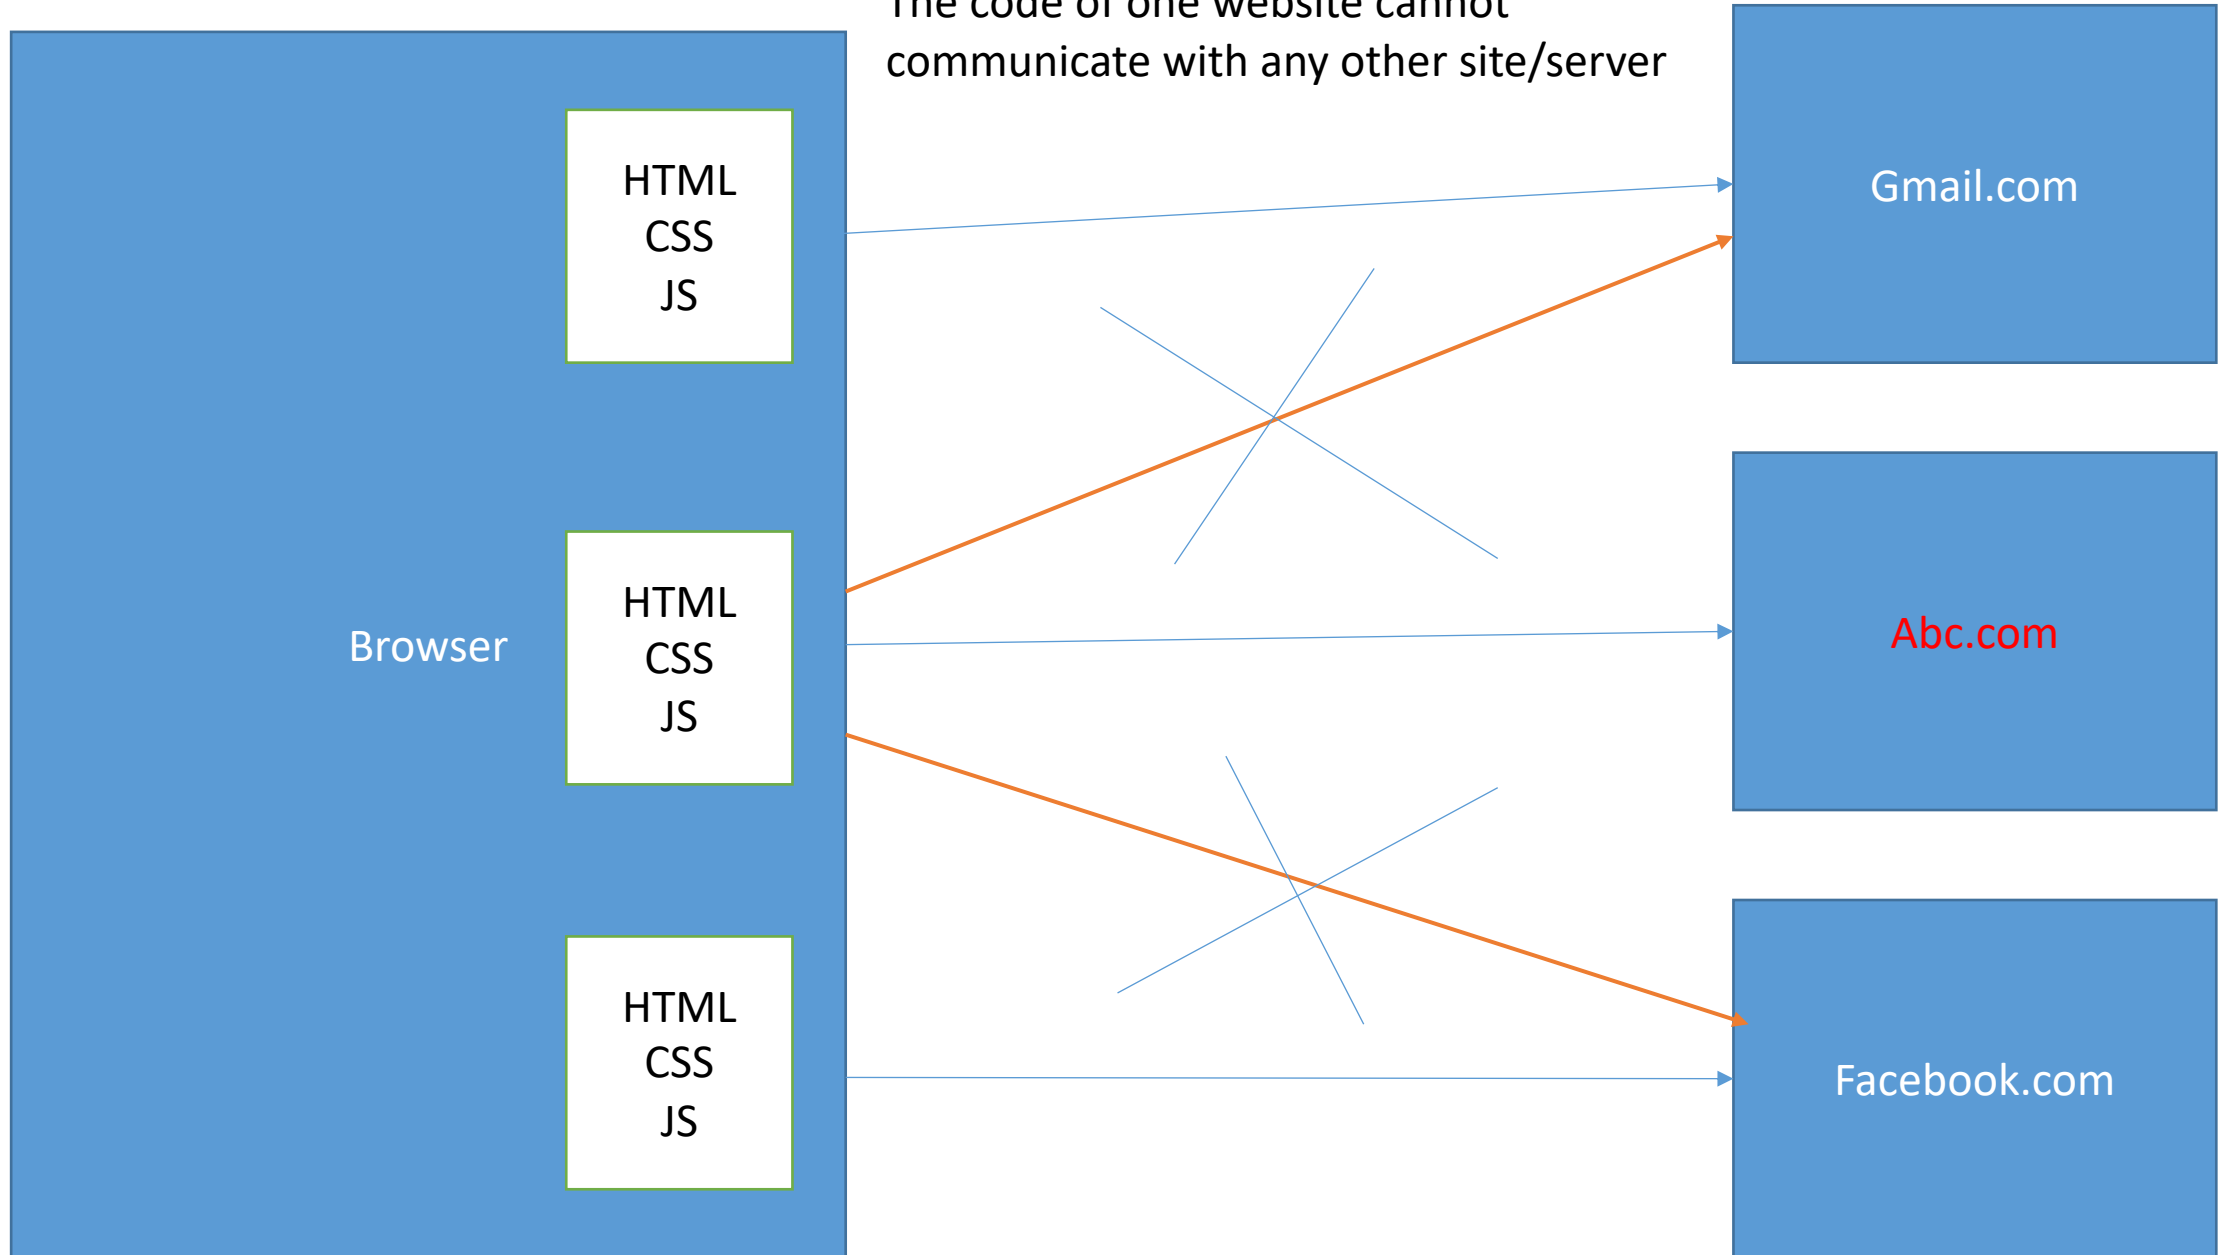 The code of one website cannot
communicate with any other site/server
HTML
CSS
JS
Gmail.com
Browser
HTML
CSS
JS
Abc.com
HTML
CSS
JS
Facebook.com